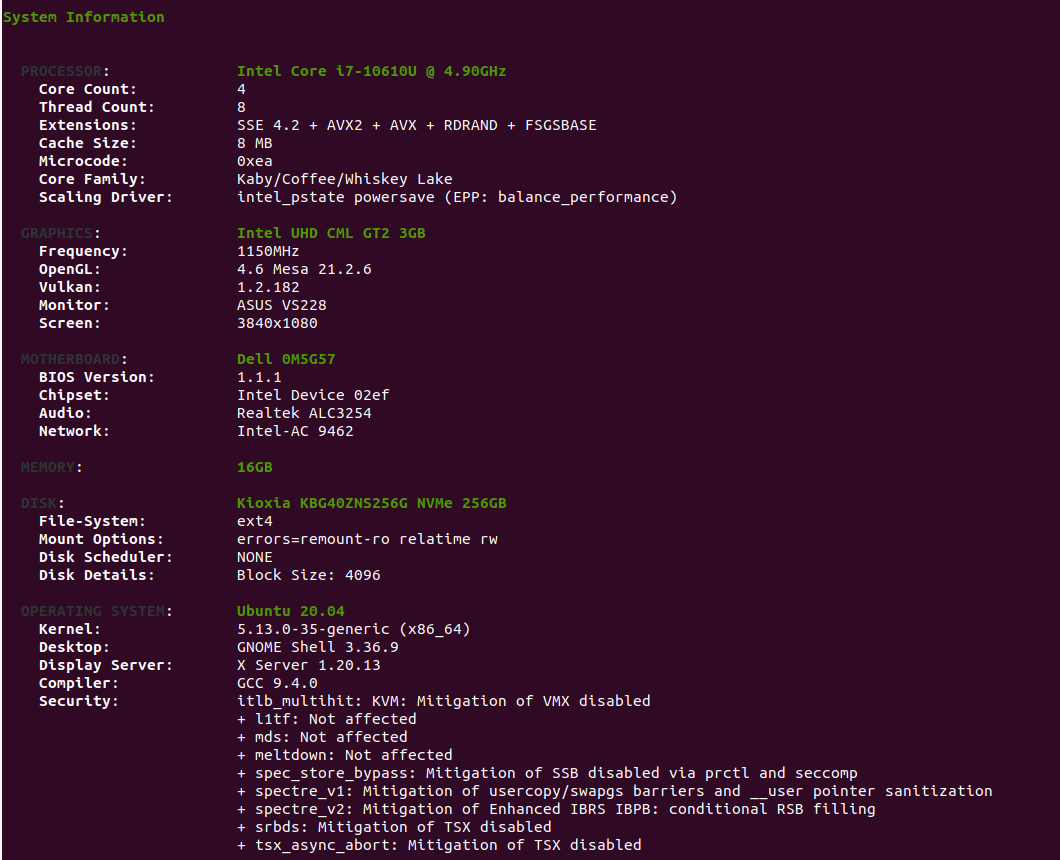 System Information
PROCESSOR: Intel Core i7-10610U @ 4.90GHz
Core Count: 4
Thread Count: 8
Extensions: SSE 4.2 + AVX2 + AVX + RDRAND + FSGSBASE
Cache Size: 8 MB
Microcode: 0xea
Core Family: Kaby/Coffee/Whiskey Lake
Scaling Driver: intel_pstate powersave (EPP: balance_performance)
GRAPHICS: Intel UHD CML GT2 3GB
Frequency: 1150MHz
OpenGL: 4.6 Mesa 21.2.6
Vulkan: 1.2.182
Monitor: ASUS VS228
Screen: 3840x1080
MOTHERBOARD: Dell 0M5G57
BIOS Version: 1.1.1
Chipset: Intel Device 02ef
Audio: Realtek ALC3254
Network: Intel-AC 9462
MEMORY: 16GB
DISK: Kioxia KBG40ZNS256G NVMe 256GB
File-System: ext4
Mount Options: errors=remount-ro relatime rw
Disk Scheduler: NONE
Disk Details: Block Size: 4096
OPERATING SYSTEM: Ubuntu 20.04
Kernel: 5.13.0-35-generic (x86_64)
Desktop: GNOME Shell 3.36.9
Display Server: X Server 1.20.13
Compiler: GCC 9.4.0
Security: itlb_multihit: KVM: Mitigation of VMX disabled
+ l1tf: Not affected
+ mds: Not affected
+ meltdown: Not affected
+ spec_store_bypass: Mitigation of SSB disabled via prctl and seccomp
+ spectre_v1: Mitigation of usercopy/swapgs barriers and __user pointer sanitization
+ spectre_v2: Mitigation of Enhanced IBRS IBPB: conditional RSB filling
+ srbds: Mitigation of TSX disabled
+ tsx_async_abort: Mitigation of TSX disabled